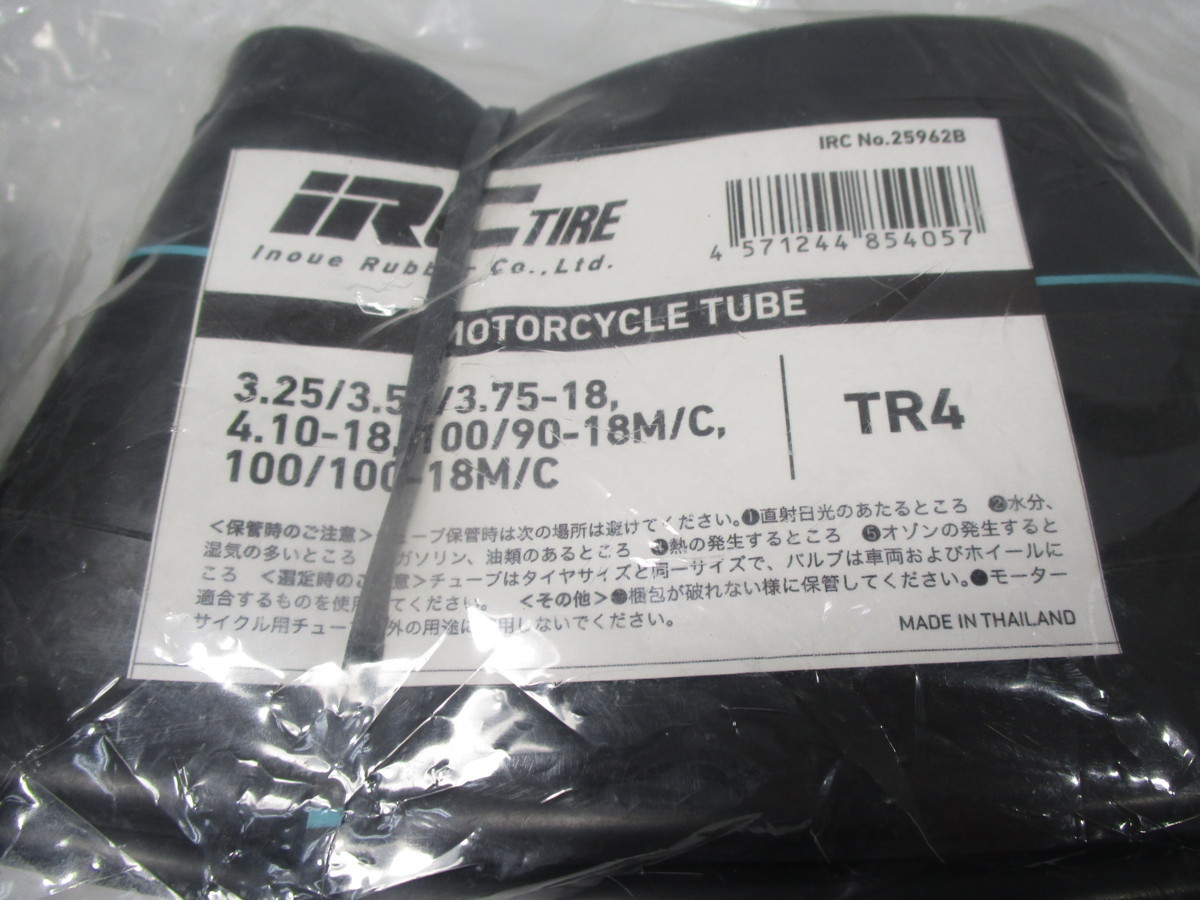 IRC No.25962B
iRC TIRE
Inoue Rubber Co.,Ltd.
4 571244 854057
MOTORCYCLE TUBE
3.25/3.5 /3.75-18,
4.10-18, 100/90-18M/C,
100/100-18M/C
TR4
<保管時のご注意> ューブ保管時は次の場所は避けてください。❶直射日光のあたるところ ❷水分、
湿気の多いところ ガソリン、油類のあるところ 熱の発生するところ ❺オゾンの発生すると
ころ <選定時のご 意>チューブはタイヤサイズと同一サイズで、バルブは車両およびホイールに
適合するものを使 てください。 <その他> 梱包が破れない様に保管してください。 モーター
サイクル用チュー 外の用途に 用しないでください。
MADE IN THAILAND